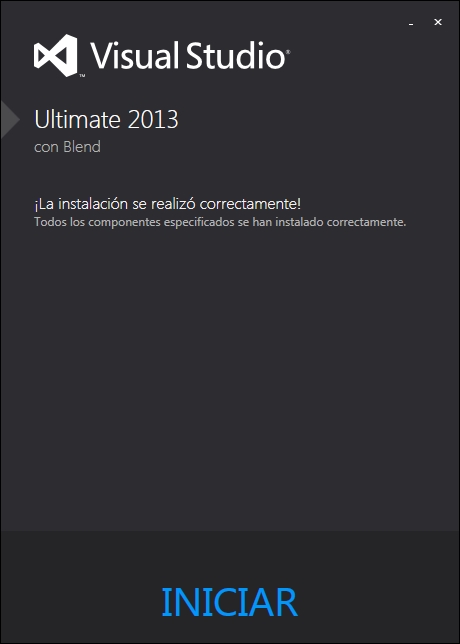 Visual Studio®
™
Ultimate 2013
con Blend
¡La instalación se realizó correctamente!
Todos los componentes especificados se han instalado correctamente.
INICIAR